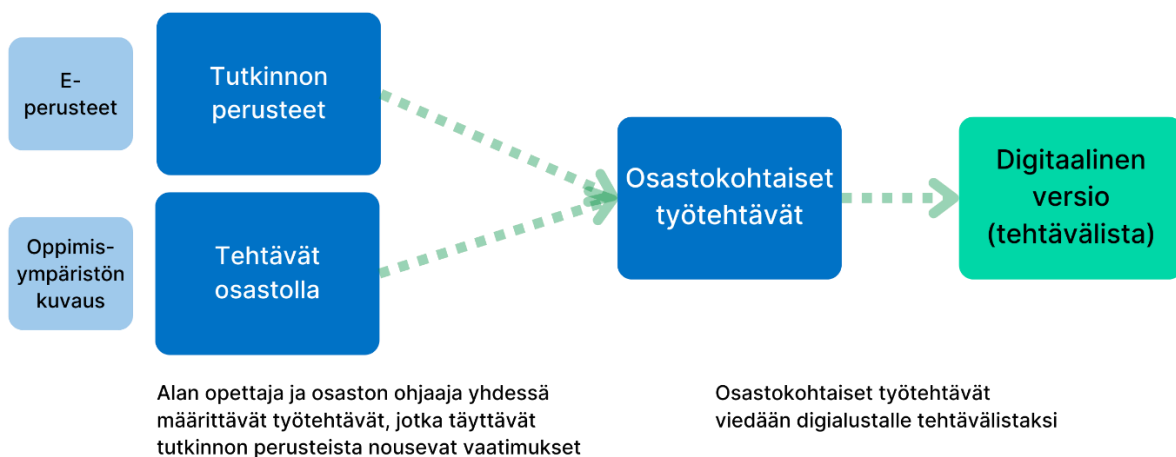 E-
perusteet
Tutkinnon
perusteet
Oppimis-
ympäristön
kuvaus
Tehtävät
osastolla
Osastokohtaiset
työtehtävät
Digitaalinen
versio
(tehtävälista)
Alan opettaja ja osaston ohjaaja yhdessä
määrittävät työtehtävät, jotka täyttävät
tutkinnon perusteista nousevat vaatimukset
Osastokohtaiset työtehtävät
viedään digialustalle tehtävälistaksi